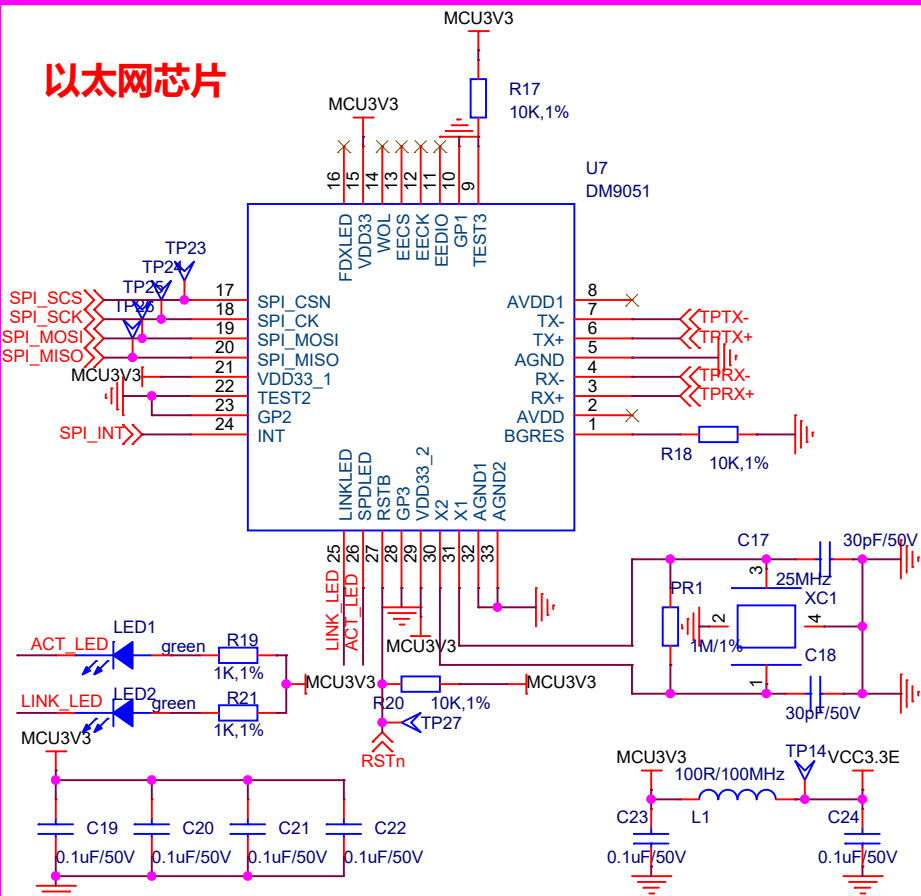 以太网芯片
MCU3V3
R17
10K,1%
MCU3V3
U7
DM9051
16
15
14
13
12
11
10
9
FDXLED
VDD33
WOL
EECS
EECK
EEDIO
GP1
TEST3
TP23
TP24
TP25
TP26
SPI_SCS
SPI_SCK
SPI_MOSI
SPI_MISO
MCU3V3
SPI_INT
17
18
19
20
21
22
23
24
SPI_CSN
SPI_CK
SPI_MOSI
SPI_MISO
VDD33_1
TEST2
GP2
INT
AVDD1
TX-
TX+
AGND
RX-
RX+
AVDD
BGRES
8
7
6
5
4
3
2
1
TPTX-
TPTX+
TPRX-
TPRX+
R18
10K,1%
LINKLED
SPDLED
RSTB
GP3
VDD33_2
X2
X1
AGND1
AGND2
25
26
27
28
29
30
31
32
33
LINK_LED
ACT_LED
MCU3V3
C17
30pF/50V
3
25MHz
XC1
PR1
1M/1%
2
4
C18
1
30pF/50V
ACT_LED
LED1
green
R19
1K,1%
LINK_LED
LED2
green
R21
1K,1%
MCU3V3
R20
10K,1%
MCU3V3
TP27
RSTn
MCU3V3
C19
0.1uF/50V
C20
0.1uF/50V
C21
0.1uF/50V
C22
0.1uF/50V
MCU3V3
100R/100MHz
TP14
VCC3.3E
C23
L1
C24
0.1uF/50V
0.1uF/50V